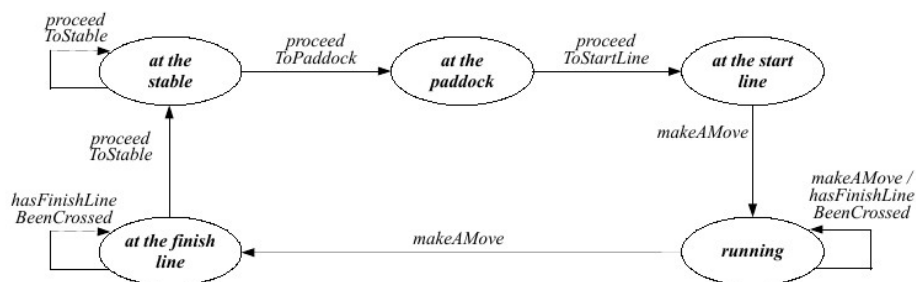 proceed
ToStable
at the
stable
proceed
ToPaddock
at the
paddock
proceed
ToStartLine
at the start
line
makeAMove
proceed
ToStable
hasFinishLine
BeenCrossed
at the finish
line
makeAMove
running
makeAMove /
hasFinishLine
BeenCrossed